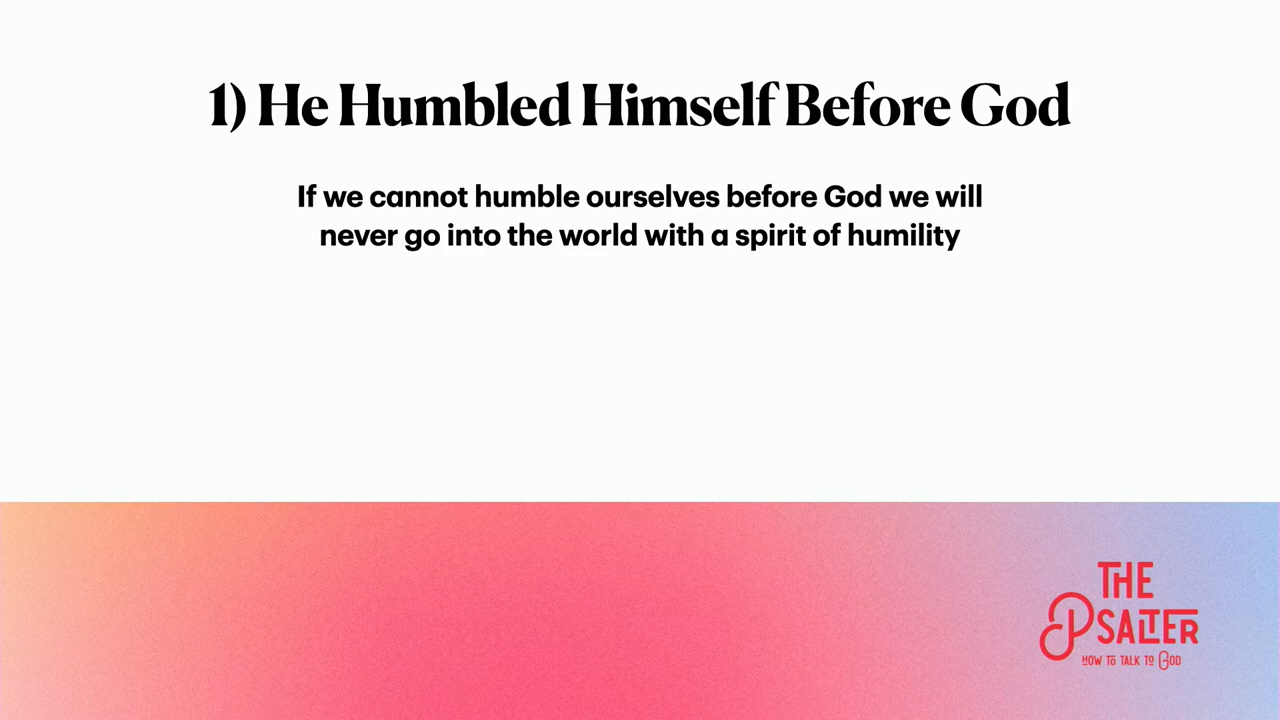 1) He Humbled Himself Before God
If we cannot humble ourselves before God we will
never go into the world with a spirit of humility
THE
PSALTER
HOW TO TALK TO GOD